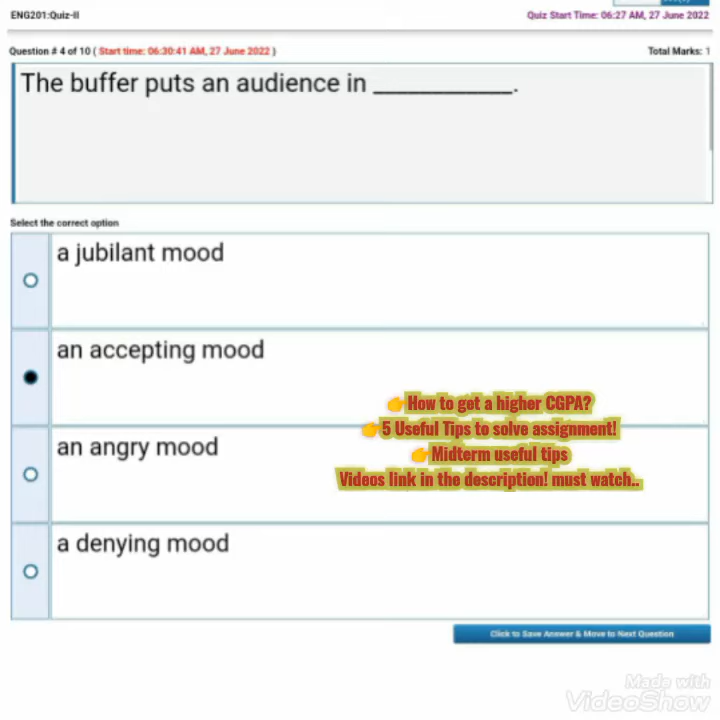 ENG201:Quiz-II
Quiz Start Time: 06:27 AM, 27 June 2022
Question # 4 of 10 ( Start time: 06:30:41 AM, 27 June 2022 )
Total Marks: 1
The buffer puts an audience in ____________.
Select the correct option
a jubilant mood
an accepting mood
an angry mood
a denying mood
👉How to get a higher CGPA?
👉5 Useful Tips to solve assignment!
👉Midterm useful tips
Videos link in the description! must watch..
Click to Save Answer & Move to Next Question
Made with
VideoShow